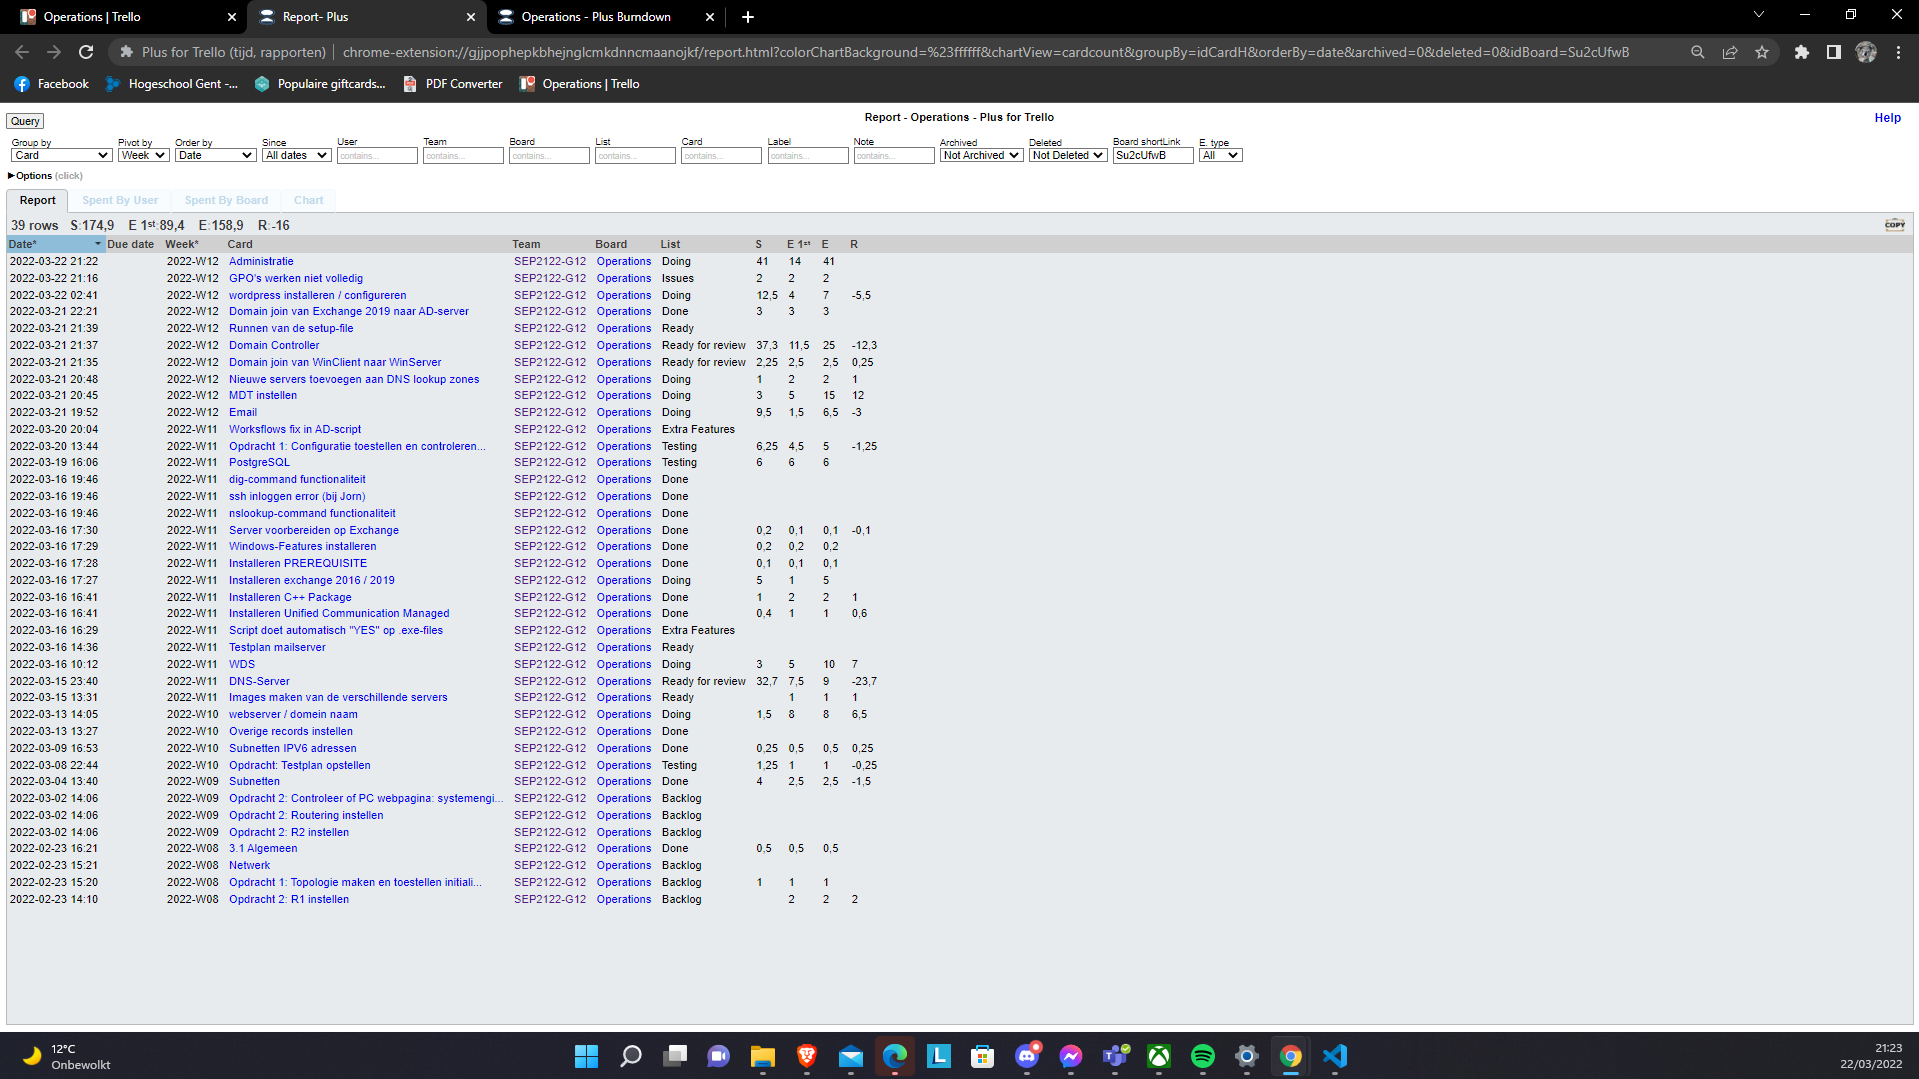 Operations | Trello
Report- Plus
Operations - Plus Burndown
Plus for Trello (tijd, rapporten) | chrome-extension://gjjpophepkbhejnglcmkdnncmaanojkf/report.html?colorChartBackground=%23ffffff&chartView=cardcount&groupBy=idCardH&orderBy=date&archived=0&deleted=0&idBoard=Su2cUfwB
Facebook Hogeschool Gent -... Populaire giftcards... PDF Converter Operations | Trello
Query Report - Operations - Plus for Trello Help
Group by Pivot by Order by Since User Team Board List Card Label Note Archived Deleted Board shortLink E. type
Card Week Date All dates contains... contains... contains... contains... contains... contains... contains... Not Archived Not Deleted Su2cUfwB All
▶Options (click)
Report Spent By User Spent By Board Chart
39 rows S:174,9 E 1st:89,4 E:158,9 R:-16 COPY
Date* Due date Week* Card Team Board List S E 1st E R
2022-03-22 21:22 2022-W12 Administratie SEP2122-G12 Operations Doing 41 14 41
2022-03-22 21:16 2022-W12 GPO's werken niet volledig SEP2122-G12 Operations Issues 2 2 2
2022-03-22 02:41 2022-W12 wordpress installeren / configureren SEP2122-G12 Operations Doing 12,5 4 7 -5,5
2022-03-21 22:21 2022-W12 Domain join van Exchange 2019 naar AD-server SEP2122-G12 Operations Done 3 3 3
2022-03-21 21:39 2022-W12 Runnen van de setup-file SEP2122-G12 Operations Ready
2022-03-21 21:37 2022-W12 Domain Controller SEP2122-G12 Operations Ready for review 37,3 11,5 25 -12,3
2022-03-21 21:35 2022-W12 Domain join van WinClient naar WinServer SEP2122-G12 Operations Ready for review 2,25 2,5 2,5 0,25
2022-03-21 20:48 2022-W12 Nieuwe servers toevoegen aan DNS lookup zones SEP2122-G12 Operations Doing 1 2 2 1
2022-03-21 20:45 2022-W12 MDT instellen SEP2122-G12 Operations Doing 3 5 15 12
2022-03-21 19:52 2022-W12 Email SEP2122-G12 Operations Doing 9,5 1,5 6,5 -3
2022-03-20 20:04 2022-W11 Worksflows fix in AD-script SEP2122-G12 Operations Extra Features
2022-03-20 13:44 2022-W11 Opdracht 1: Configuratie toestellen en controleren... SEP2122-G12 Operations Testing 6,25 4,5 5 -1,25
2022-03-19 16:06 2022-W11 PostgreSQL SEP2122-G12 Operations Testing 6 6 6
2022-03-16 19:46 2022-W11 dig-command functionaliteit SEP2122-G12 Operations Done
2022-03-16 19:46 2022-W11 ssh inloggen error (bij Jorn) SEP2122-G12 Operations Done
2022-03-16 19:46 2022-W11 nslookup-command functionaliteit SEP2122-G12 Operations Done
2022-03-16 17:30 2022-W11 Server voorbereiden op Exchange SEP2122-G12 Operations Done 0,2 0,1 0,1 -0,1
2022-03-16 17:29 2022-W11 Windows-Features installeren SEP2122-G12 Operations Done 0,2 0,2 0,2
2022-03-16 17:28 2022-W11 Installeren PREREQUISITE SEP2122-G12 Operations Done 0,1 0,1 0,1
2022-03-16 17:27 2022-W11 Installeren exchange 2016 / 2019 SEP2122-G12 Operations Doing 5 1 5
2022-03-16 16:41 2022-W11 Installeren C++ Package SEP2122-G12 Operations Done 1 2 2 1
2022-03-16 16:41 2022-W11 Installeren Unified Communication Managed SEP2122-G12 Operations Done 0,4 1 1 0,6
2022-03-16 16:29 2022-W11 Script doet automatisch "YES" op .exe-files SEP2122-G12 Operations Extra Features
2022-03-16 14:36 2022-W11 Testplan mailserver SEP2122-G12 Operations Ready
2022-03-16 10:12 2022-W11 WDS SEP2122-G12 Operations Doing 3 5 10 7
2022-03-15 23:40 2022-W11 DNS-Server SEP2122-G12 Operations Ready for review 32,7 7,5 9 -23,7
2022-03-15 13:31 2022-W11 Images maken van de verschillende servers SEP2122-G12 Operations Ready 1 1 1
2022-03-13 14:05 2022-W10 webserver / domein naam SEP2122-G12 Operations Doing 1,5 8 8 6,5
2022-03-13 13:27 2022-W10 Overige records instellen SEP2122-G12 Operations Done
2022-03-09 16:53 2022-W10 Subnetten IPV6 adressen SEP2122-G12 Operations Done 0,25 0,5 0,5 0,25
2022-03-08 22:44 2022-W10 Opdracht: Testplan opstellen SEP2122-G12 Operations Testing 1,25 1 1 -0,25
2022-03-04 13:40 2022-W09 Subnetten SEP2122-G12 Operations Done 4 2,5 2,5 -1,5
2022-03-02 14:06 2022-W09 Opdracht 2: Controleer of PC webpagina: systemengi... SEP2122-G12 Operations Backlog
2022-03-02 14:06 2022-W09 Opdracht 2: Routering instellen SEP2122-G12 Operations Backlog
2022-03-02 14:06 2022-W09 Opdracht 2: R2 instellen SEP2122-G12 Operations Backlog
2022-02-23 16:21 2022-W08 3.1 Algemeen SEP2122-G12 Operations Done 0,5 0,5 0,5
2022-02-23 15:21 2022-W08 Netwerk SEP2122-G12 Operations Backlog
2022-02-23 15:20 2022-W08 Opdracht 1: Topologie maken en toestellen initiali... SEP2122-G12 Operations Backlog 1 1 1
2022-02-23 14:10 2022-W08 Opdracht 2: R1 instellen SEP2122-G12 Operations Backlog 2 2 2
12°C
Onbewolkt
21:23
22/03/2022